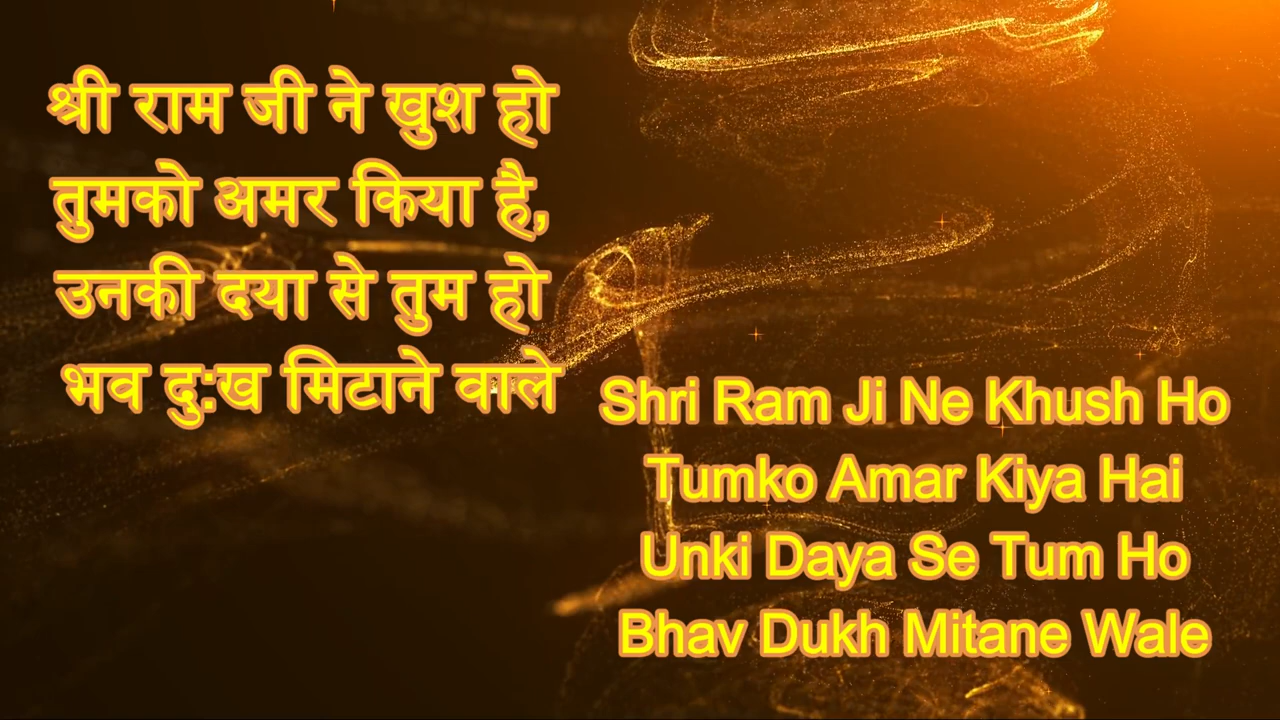 श्री राम जी ने खुश हो
तुमको अमर किया है,
उनकी दया से तुम हो
भव दु:ख मिटाने वाले
Shri Ram Ji Ne Khush Ho
Tumko Amar Kiya Hai
Unki Daya Se Tum Ho
Bhav Dukh Mitane Wale